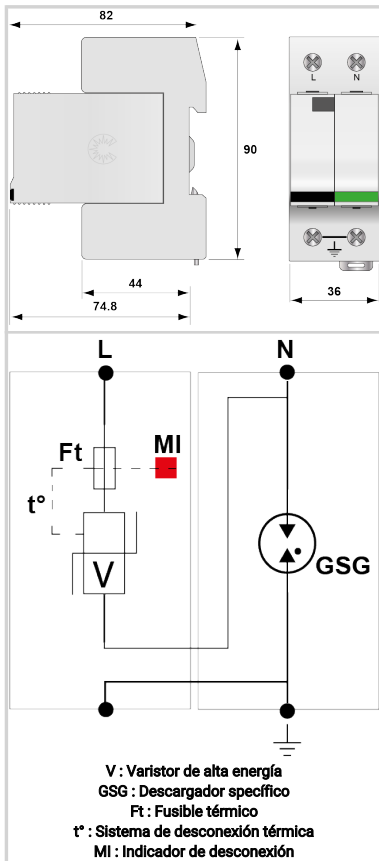 82
L N
90
44
74.8
36
L N
Ft MI
t°
V
GSG
V : Varistor de alta energía
GSG : Descargador specífico
Ft : Fusible térmico
t° : Sistema de desconexión térmica
MI : Indicador de desconexión